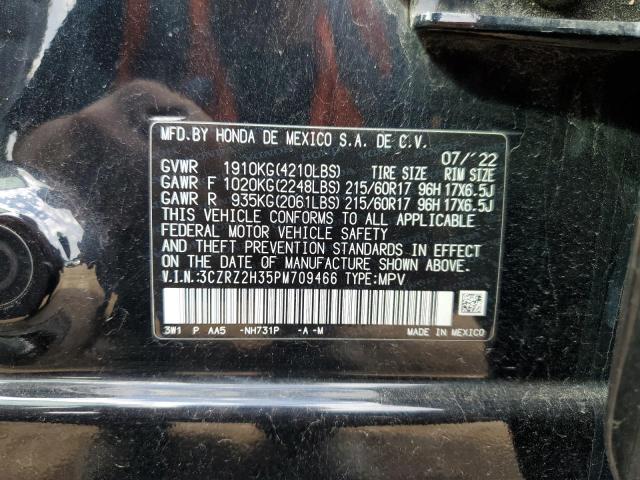 MFD.BY HONDA DE MEXICO S.A. DE C.V.
07/'22
GVWR 1910KG(4210LBS) TIRE SIZE RIM SIZE
GAWR F 1020KG(2248LBS) 215/60R17 96H 17X6.5J
GAWR R 935KG(2061LBS) 215/60R17 96H 17X6.5J
THIS VEHICLE CONFORMS TO ALL APPLICABLE
FEDERAL MOTOR VEHICLE SAFETY
AND THEFT PREVENTION STANDARDS IN EFFECT
ON THE DATE OF MANUFACTURE SHOWN ABOVE.
V.I.N:3CZRZ2H35PM709466 TYPE:MPV
3W1 P AA5 -NH731P -A -M MADE IN MEXICO